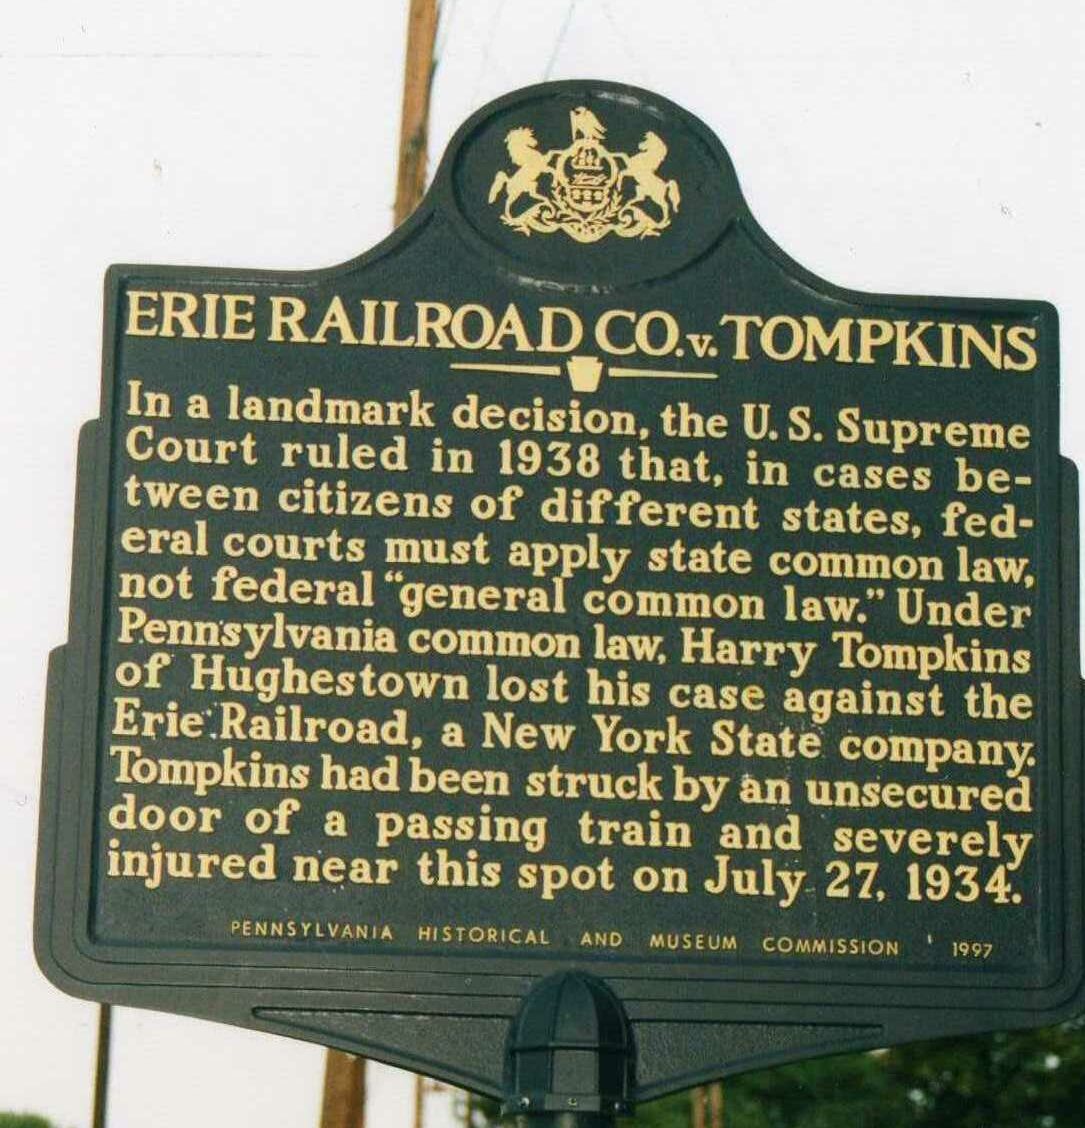 ERIE RAILROAD CO. v. TOMPKINS
In a landmark decision, the U. S. Supreme
Court ruled in 1938 that, in cases be-
tween citizens of different states, fed-
eral courts must apply state common law,
not federal “general common law.” Under
Pennsylvania common law, Harry Tompkins
of Hughestown lost his case against the
Erie Railroad, a New York State company.
Tompkins had been struck by an unsecured
door of a passing train and severely
injured near this spot on July 27, 1934.
PENNSYLVANIA HISTORICAL AND MUSEUM COMMISSION 1997